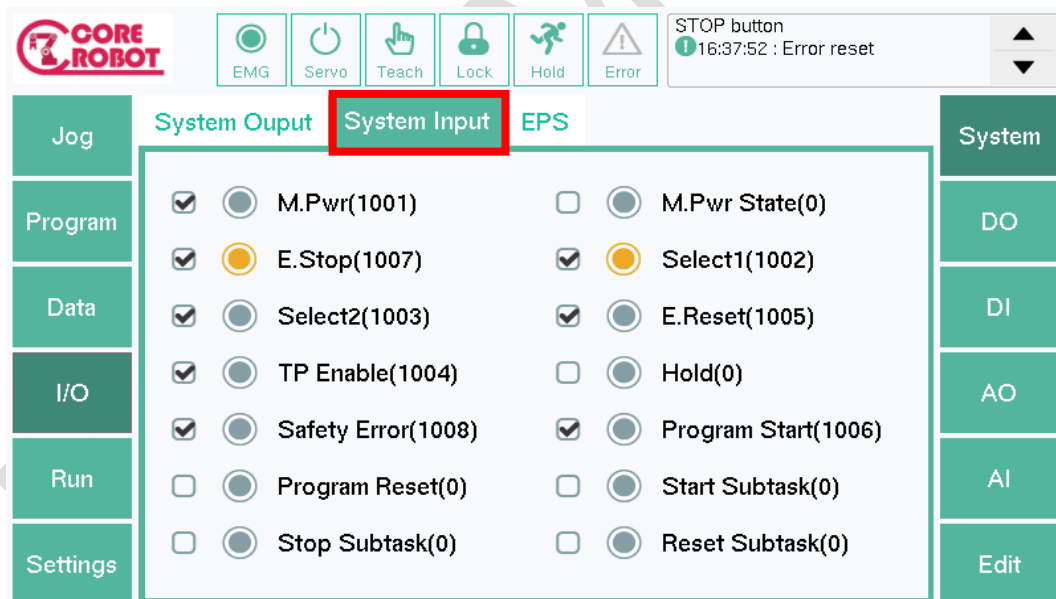 CORE
ROBOT
EMG
Servo
Teach
Lock
Hold
Error
STOP button
16:37:52 : Error reset
Jog
Program
Data
I/O
Run
Settings
System Ouput
System Input
EPS
M.Pwr(1001)
M.Pwr State(0)
E.Stop(1007)
Select1(1002)
Select2(1003)
E.Reset(1005)
TP Enable(1004)
Hold(0)
Safety Error(1008)
Program Start(1006)
Program Reset(0)
Start Subtask(0)
Stop Subtask(0)
Reset Subtask(0)
System
DO
DI
AO
AI
Edit